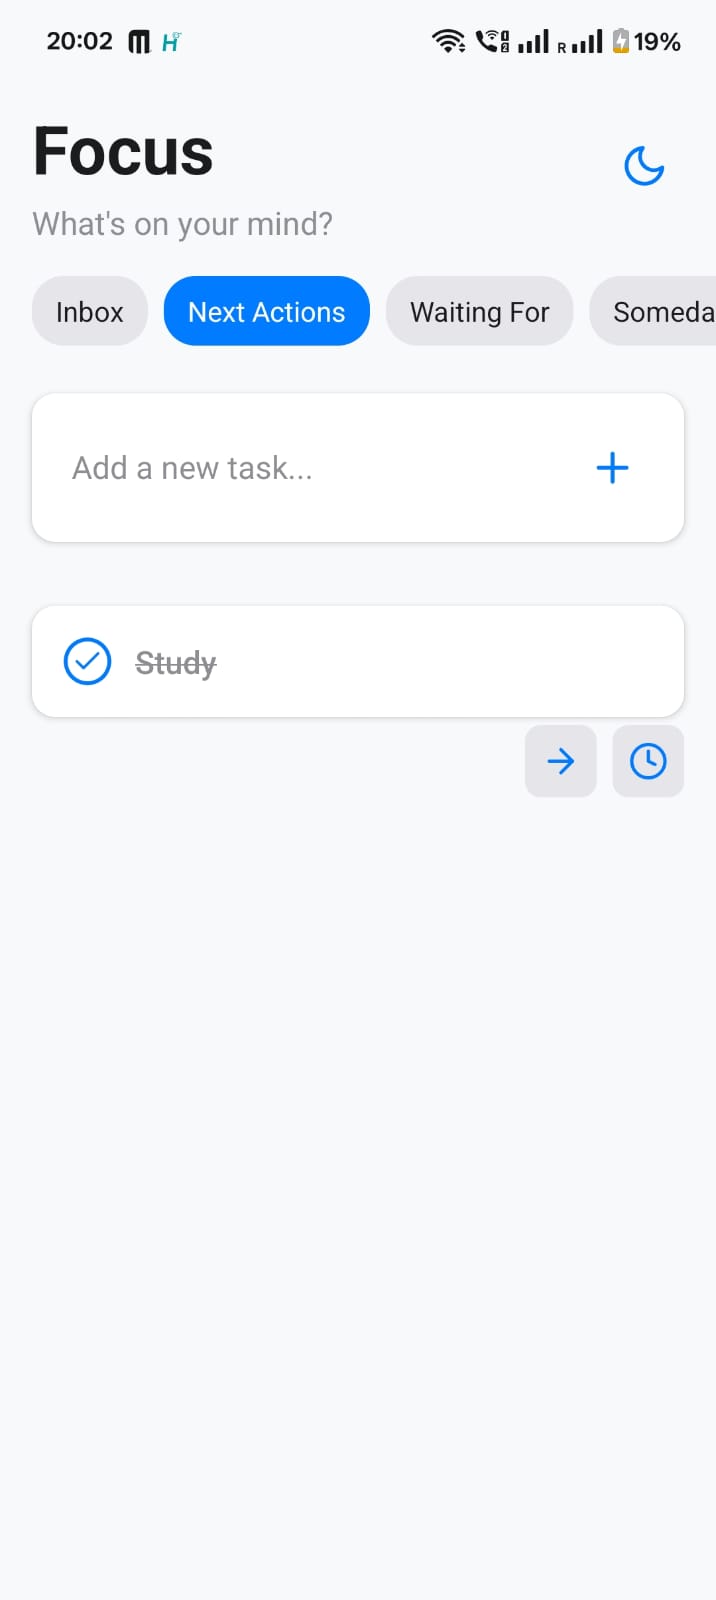 20:02 19%
Focus
What's on your mind?
Inbox Next Actions Waiting For Someda
Add a new task...
Study